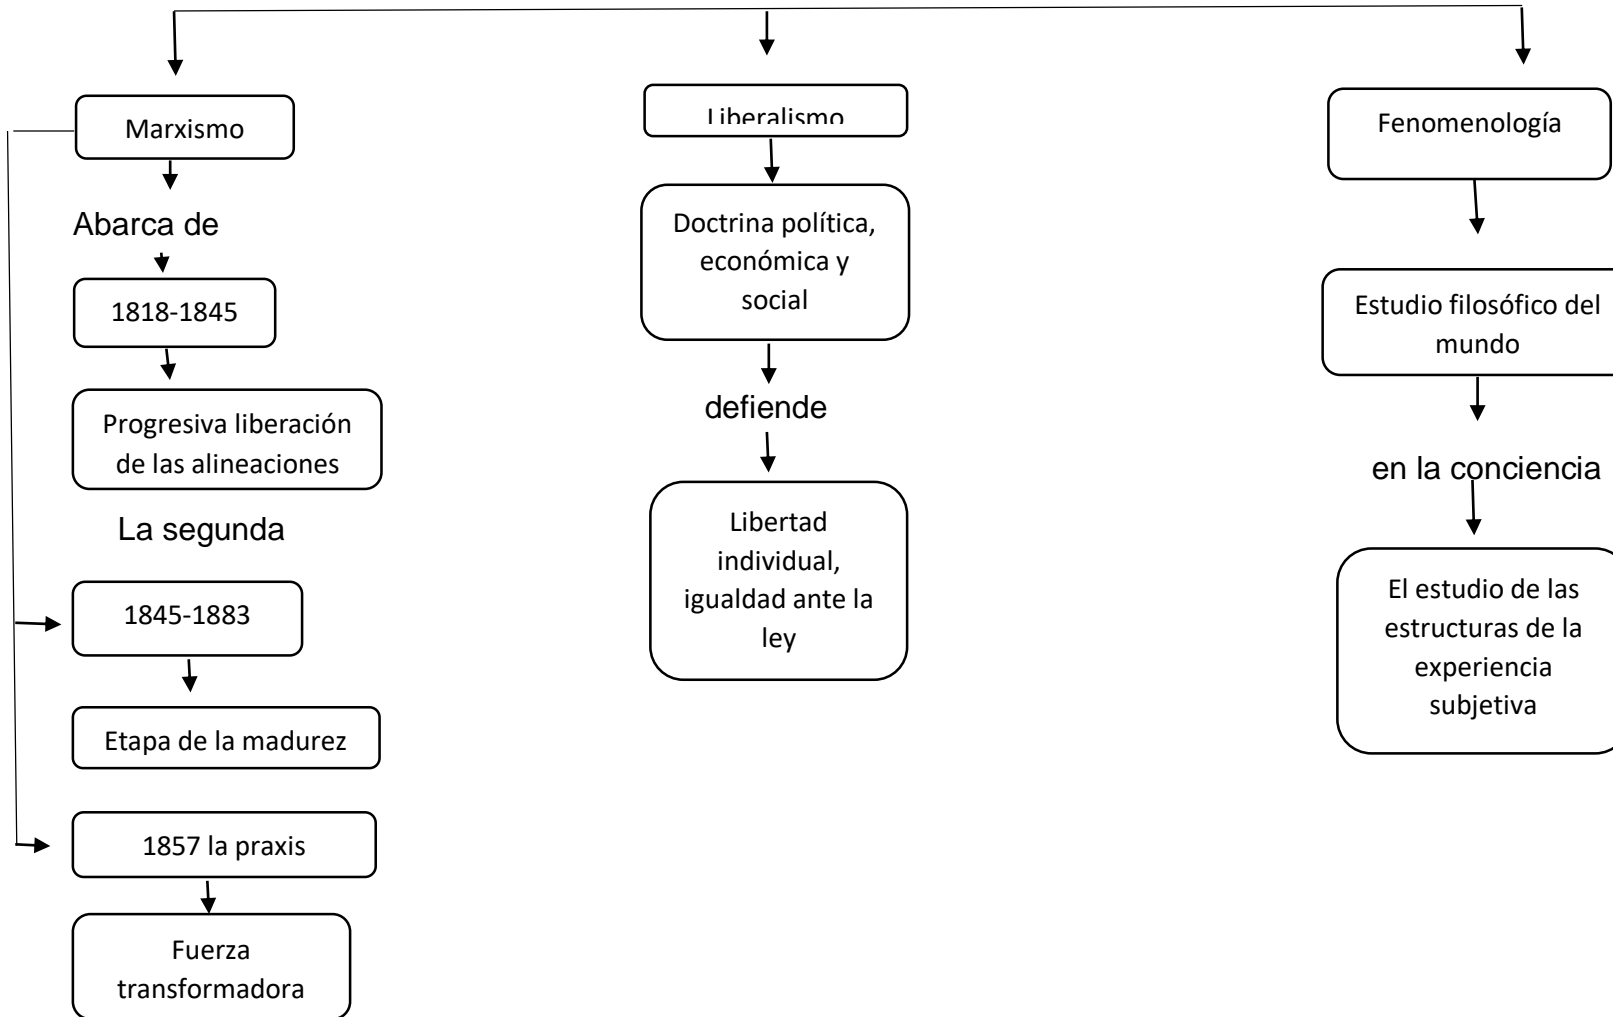 Marxismo
Abarca de
1818-1845
Progresiva liberación
de las alineaciones
La segunda
1845-1883
Etapa de la madurez
1857 la praxis
Fuerza
transformadora
Liberalismo
Doctrina política,
económica y
social
defiende
Libertad
individual,
igualdad ante la
ley
Fenomenología
Estudio filosófico del
mundo
en la conciencia
El estudio de las
estructuras de la
experiencia
subjetiva